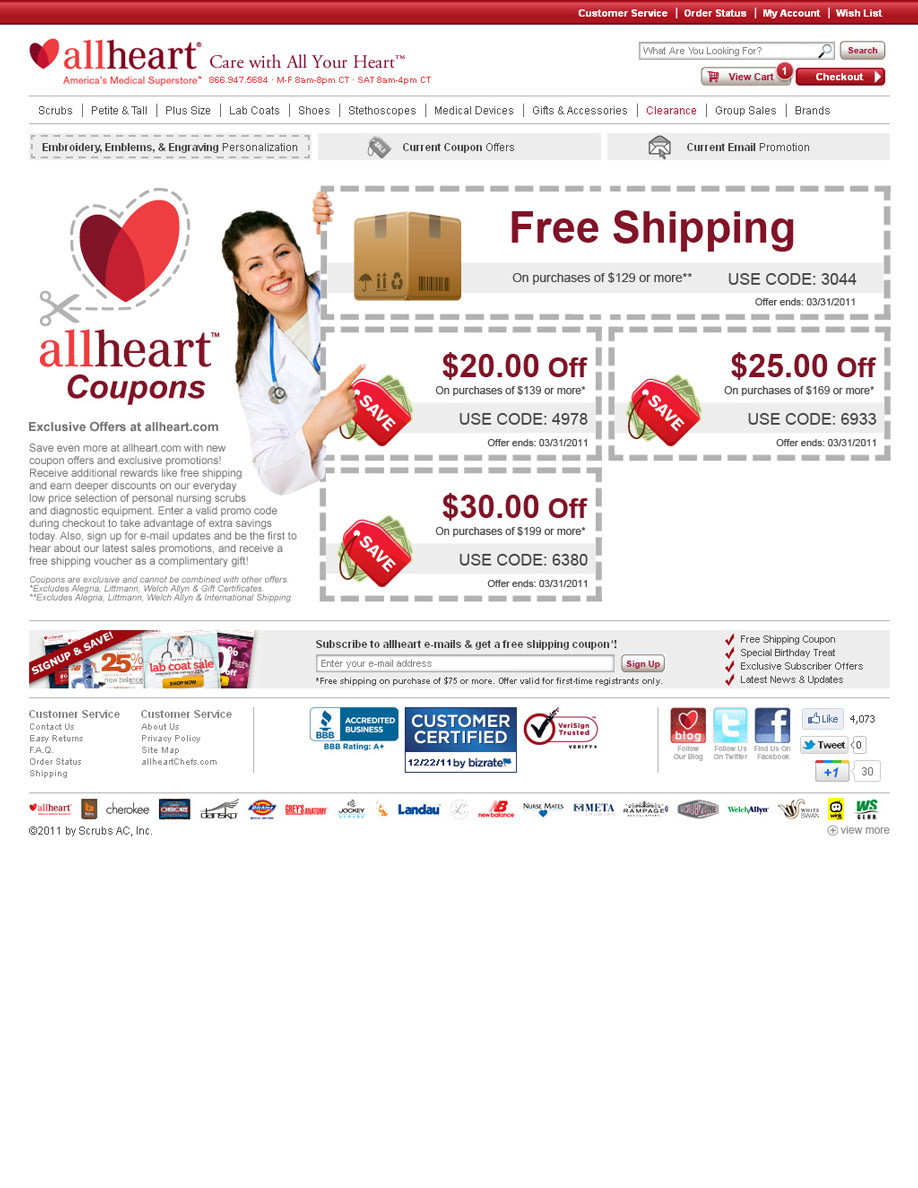 Customer Service | Order Status | My Account | Wish List
allheart® Care with All Your Heart™
America's Medical Superstore™ 866.947.5684 · M-F 8am-8pm CT · SAT 8am-4pm CT
What Are You Looking For? Search
View Cart 1 Checkout
Scrubs | Petite & Tall | Plus Size | Lab Coats | Shoes | Stethoscopes | Medical Devices | Gifts & Accessories | Clearance | Group Sales | Brands
Embroidery, Emblems, & Engraving Personalization
Current Coupon Offers
Current Email Promotion
allheart™
Coupons
Exclusive Offers at allheart.com
Save even more at allheart.com with new
coupon offers and exclusive promotions!
Receive additional rewards like free shipping
and earn deeper discounts on our everyday
low price selection of personal nursing scrubs
and diagnostic equipment. Enter a valid promo code
during checkout to take advantage of extra savings
today. Also, sign up for e-mail updates and be the first to
hear about our latest sales promotions, and receive a
free shipping voucher as a complimentary gift!
Coupons are exclusive and cannot be combined with other offers.
*Excludes Alegria, Littmann, Welch Allyn & Gift Certificates.
**Excludes Alegria, Littmann, Welch Allyn & International Shipping.
Free Shipping
On purchases of $129 or more** USE CODE: 3044
Offer ends: 03/31/2011
SAVE
$20.00 Off
On purchases of $139 or more*
USE CODE: 4978
Offer ends: 03/31/2011
SAVE
$25.00 Off
On purchases of $169 or more*
USE CODE: 6933
Offer ends: 03/31/2011
SAVE
$30.00 Off
On purchases of $199 or more*
USE CODE: 6380
Offer ends: 03/31/2011
SIGNUP & SAVE!
25% OFF
new balance
lab coat sale
SHOP NOW
Subscribe to allheart e-mails & get a free shipping coupon*!
Enter your e-mail address Sign Up
*Free shipping on purchase of $75 or more. Offer valid for first-time registrants only.
Free Shipping Coupon
Special Birthday Treat
Exclusive Subscriber Offers
Latest News & Updates
Customer Service
Contact Us
Easy Returns
F.A.Q.
Order Status
Shipping
Customer Service
About Us
Privacy Policy
Site Map
allheartChefs.com
BBB
ACCREDITED
BUSINESS
BBB Rating: A+
CUSTOMER
CERTIFIED
12/22/11 by bizrate
VeriSign
Trusted
VERIFY
blog
Follow
Our Blog
Follow Us
On Twitter
Find Us On
Facebook
Like 4,073
Tweet 0
+1 30
allheart cherokee dansko Dickies GREY'S ANATOMY JOCKEY Landau new balance NURSE MATES META RAMPAGE WelchAllyn WHITE SWAN WS GEAR
©2011 by Scrubs AC, Inc.
view more